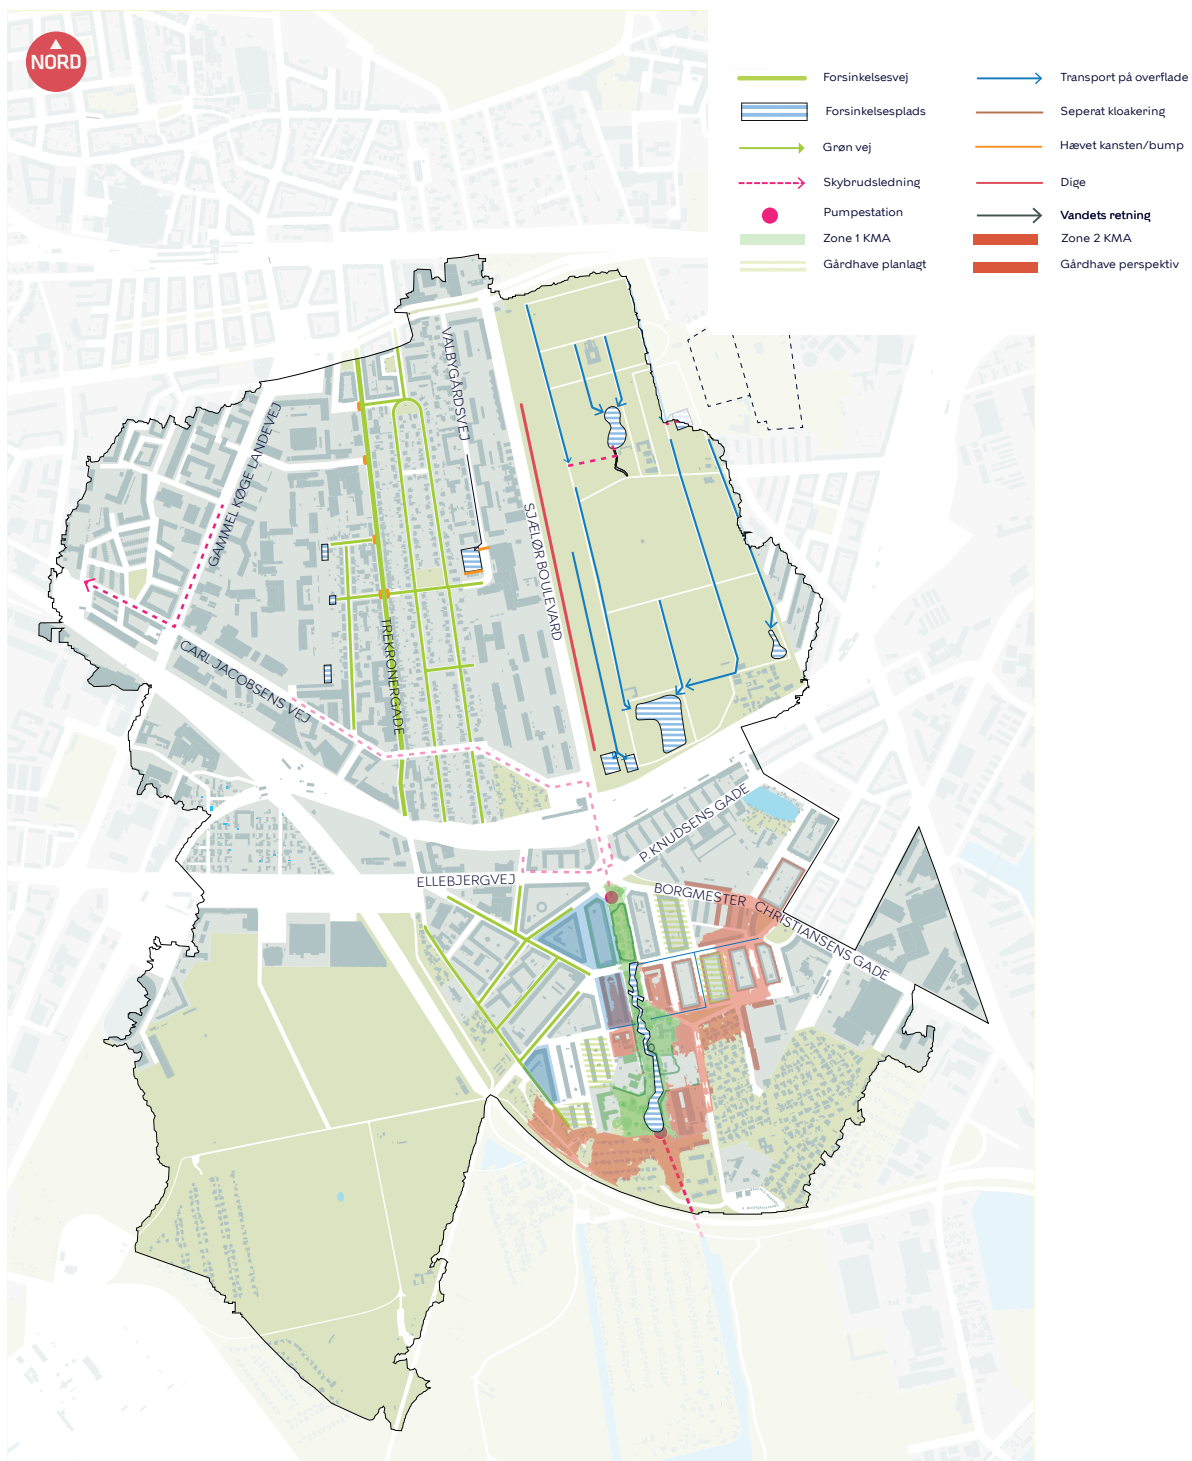 NORD
Forsinkelsesvej
Transport på overflade
Forsinkelsesplads
Seperat kloakering
Grøn vej
Hævet kansten/bump
Skybrudsledning
Dige
Pumpestation
Vandets retning
Zone 1 KMA
Zone 2 KMA
Gårdhave planlagt
Gårdhave perspektiv
VALBYGÅRDSVEJ
GAMMEL KØGE LANDEVEJ
SJÆLØR BOULEVARD
TREKRONERGADE
CARL JACOBSENS VEJ
P. KNUDSENS GADE
ELLEBJERGVEJ
BORGMESTER CHRISTIANSENS GADE